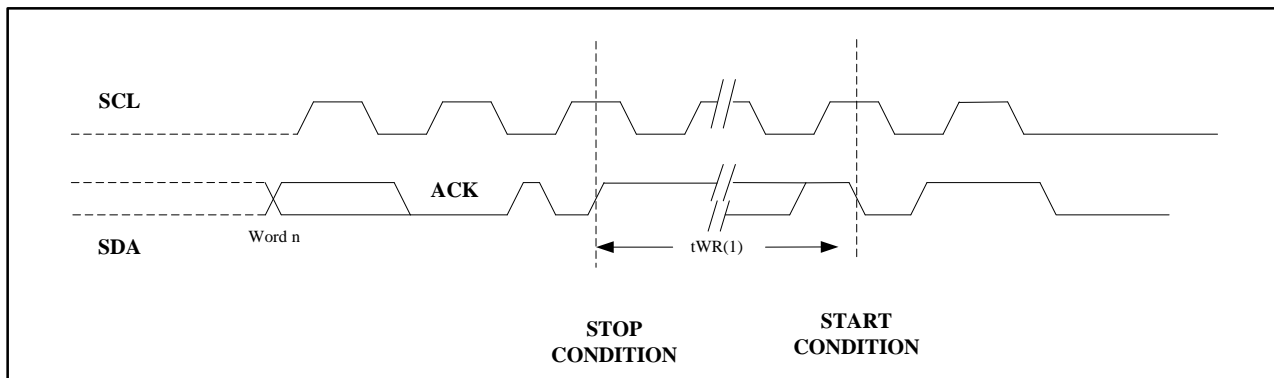 SCL
ACK
SDA
Word n
tWR(1)
STOP
CONDITION
START
CONDITION